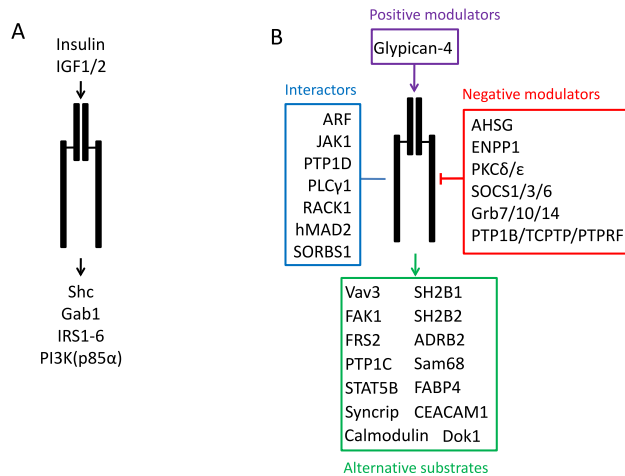 A
Insulin
IGF1/2
Shc
Gab1
IRS1-6
PI3K(p85α)
B
Positive modulators
Glypican-4
Interactors
ARF
JAK1
PTP1D
PLCγ1
RACK1
hMAD2
SORBS1
Negative modulators
AHSG
ENPP1
PKCδ/ε
SOCS1/3/6
Grb7/10/14
PTP1B/TCPTP/PTPRF
Vav3 SH2B1
FAK1 SH2B2
FRS2 ADRB2
PTP1C Sam68
STAT5B FABP4
Syncrip CEACAM1
Calmodulin Dok1
Alternative substrates